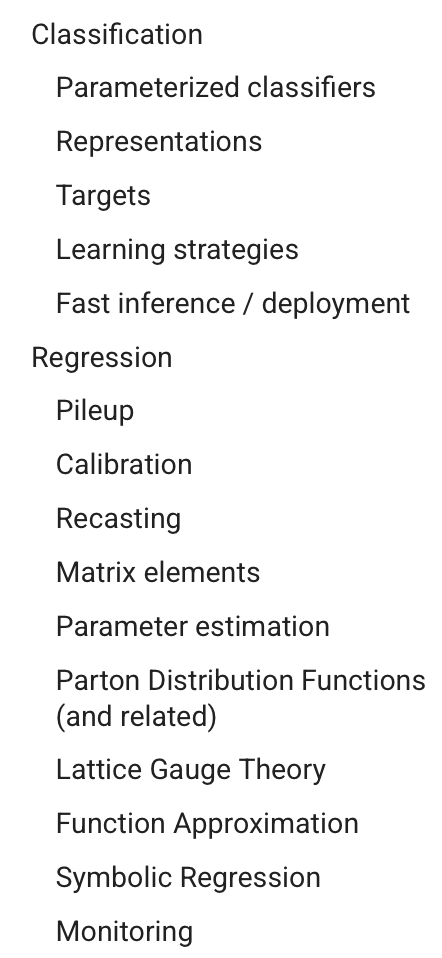 Classification
Parameterized classifiers
Representations
Targets
Learning strategies
Fast inference / deployment
Regression
Pileup
Calibration
Recasting
Matrix elements
Parameter estimation
Parton Distribution Functions
(and related)
Lattice Gauge Theory
Function Approximation
Symbolic Regression
Monitoring